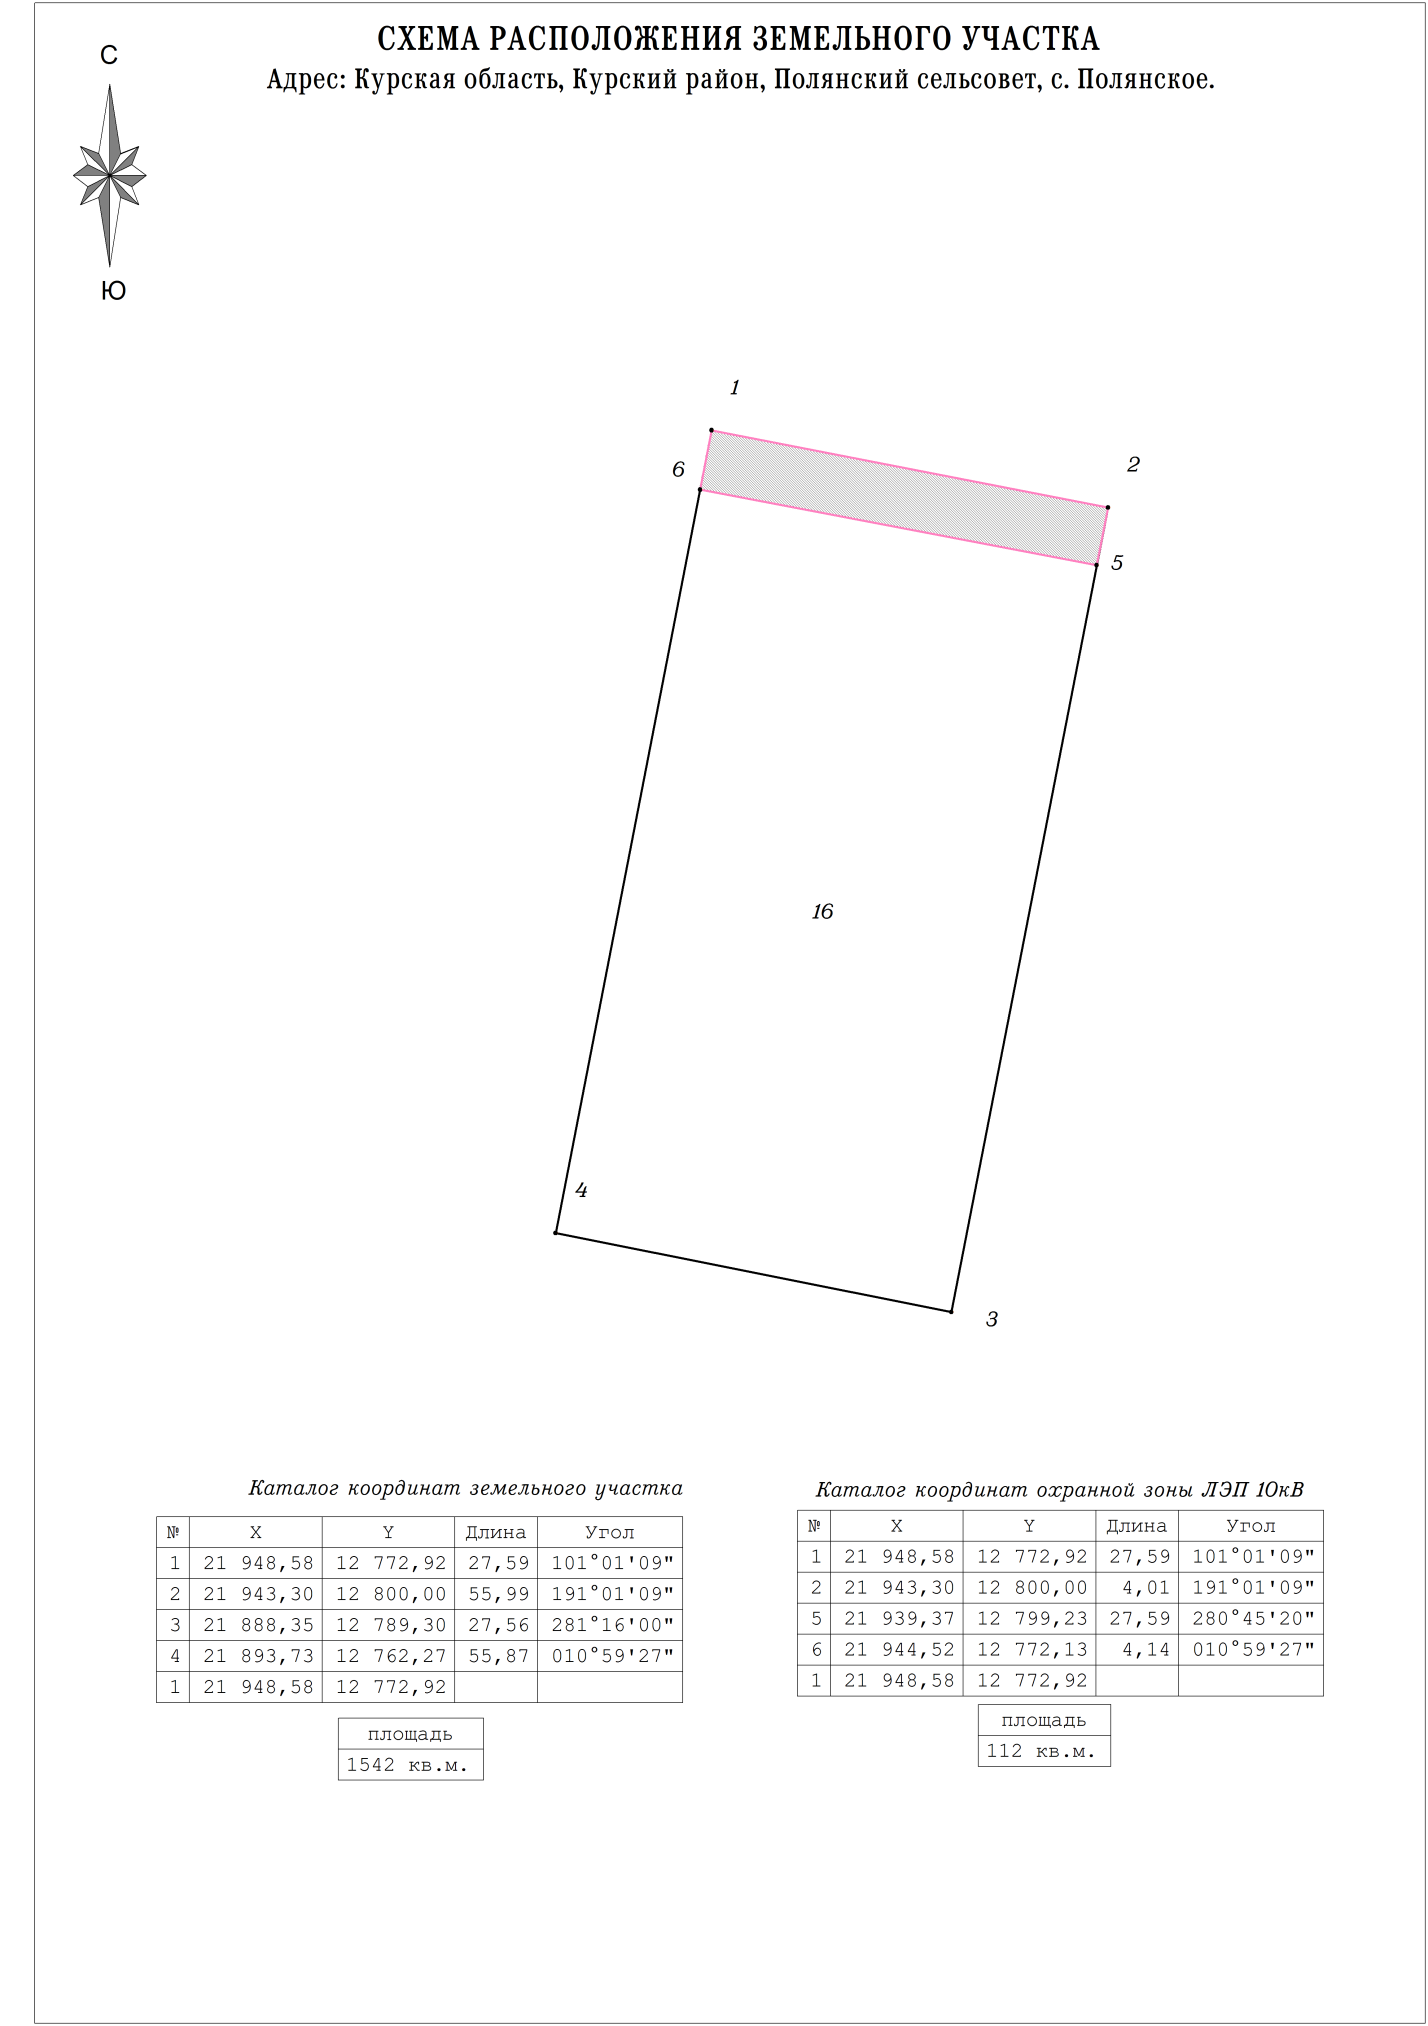 СХЕМА РАСПОЛОЖЕНИЯ ЗЕМЕЛЬНОГО УЧАСТКА
Адрес: Курская область, Курский район, Полянский сельсовет, с. Полянское.
С
Ю
1
2
6
5
16
4
3
Каталог координат земельного участка
№ X Y Длина Угол
1 21 948,58 12 772,92 27,59 101°01'09"
2 21 943,30 12 800,00 55,99 191°01'09"
3 21 888,35 12 789,30 27,56 281°16'00"
4 21 893,73 12 762,27 55,87 010°59'27"
1 21 948,58 12 772,92
площадь
1542 кв.м.
Каталог координат охранной зоны ЛЭП 10кВ
№ X Y Длина Угол
1 21 948,58 12 772,92 27,59 101°01'09"
2 21 943,30 12 800,00 4,01 191°01'09"
5 21 939,37 12 799,23 27,59 280°45'20"
6 21 944,52 12 772,13 4,14 010°59'27"
1 21 948,58 12 772,92
площадь
112 кв.м.